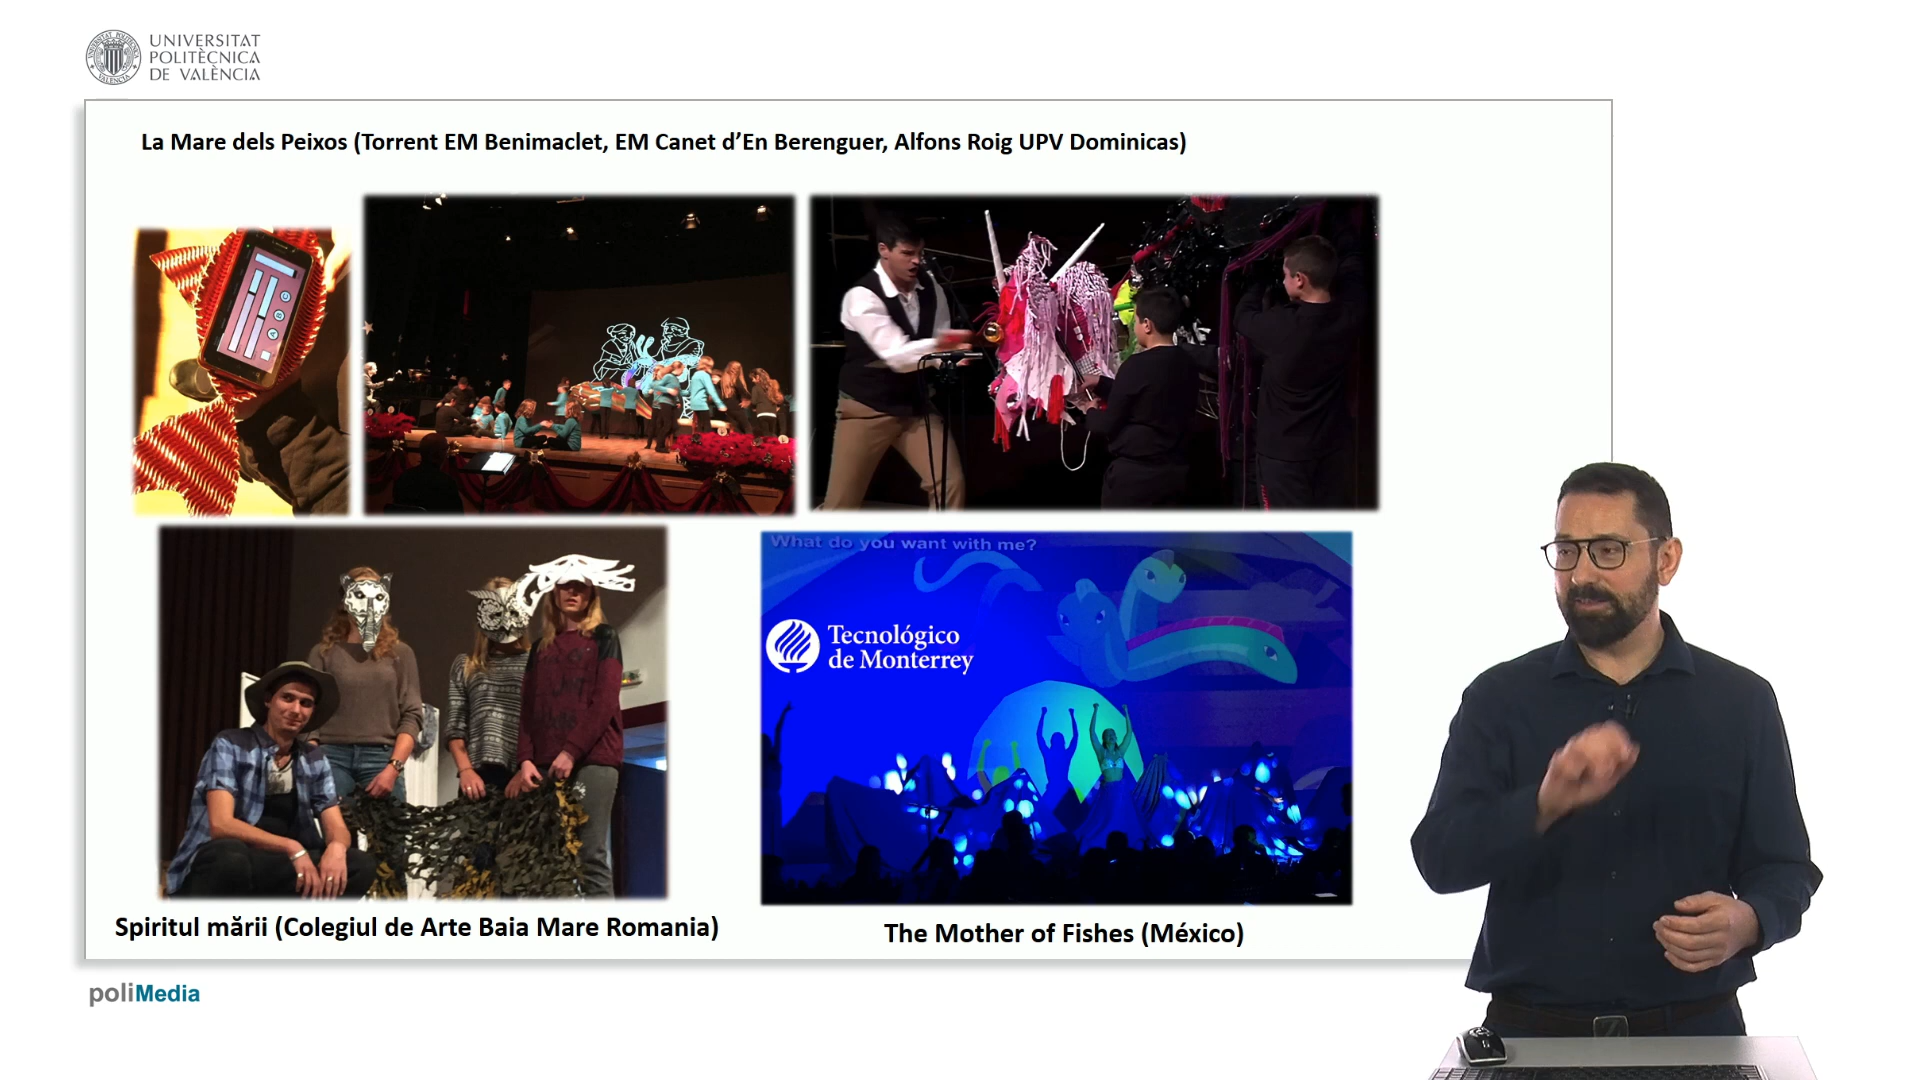 UNIVERSITAT
POLITÈCNICA
DE VALÈNCIA
La Mare dels Peixos (Torrent EM Benimaclet, EM Canet d’En Berenguer, Alfons Roig UPV Dominicas)
What do you want with me?
Tecnológico
de Monterrey
Spiritul mării (Colegiul de Arte Baia Mare Romania)
The Mother of Fishes (México)
poliMedia